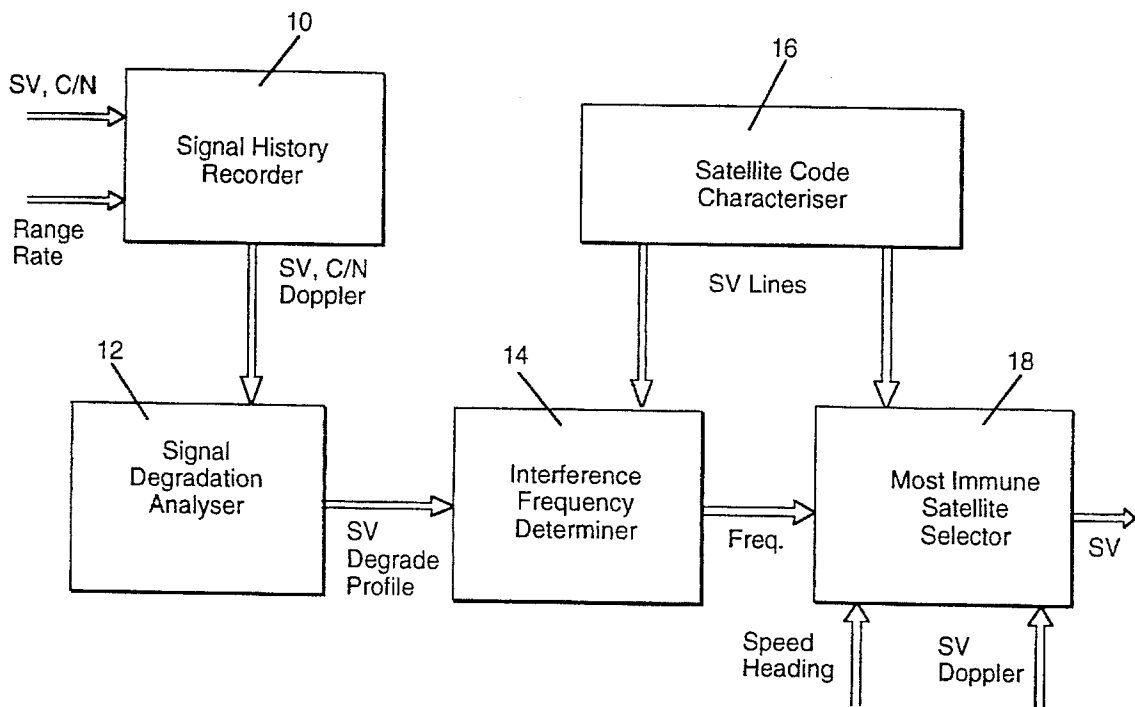 10
SV, C/N
Signal History
Recorder
Range
Rate
16
Satellite Code
Characteriser
SV, C/N
Doppler
SV Lines
12
Signal
Degradation
Analyser
SV
Degrade
Profile
14
Interference
Frequency
Determiner
Freq.
18
Most Immune
Satellite
Selector
SV
Speed
Heading
SV
Doppler